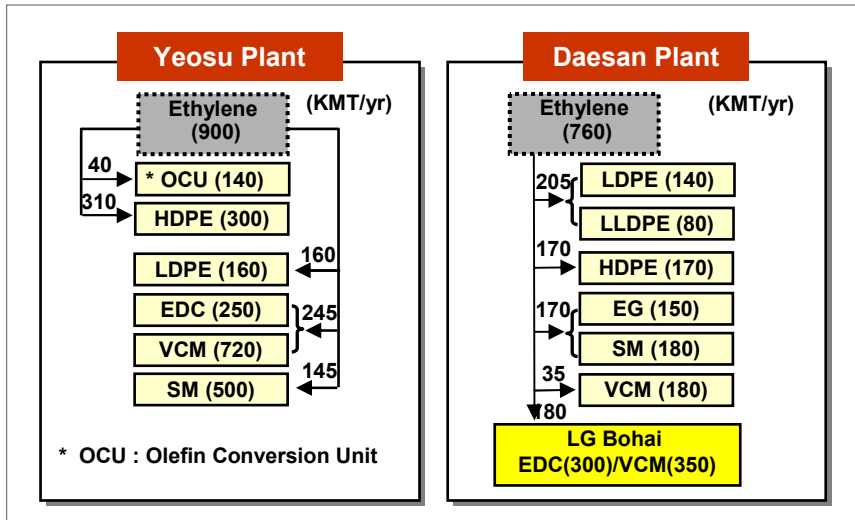 Yeosu Plant
Ethylene
(900)
(KMT/yr)
40
* OCU (140)
310
HDPE (300)
LDPE (160)
160
EDC (250)
245
VCM (720)
145
SM (500)
* OCU : Olefin Conversion Unit
Daesan Plant
Ethylene
(760)
(KMT/yr)
205
LDPE (140)
LLDPE (80)
170
HDPE (170)
170
EG (150)
SM (180)
35
VCM (180)
180
LG Bohai
EDC(300)/VCM(350)